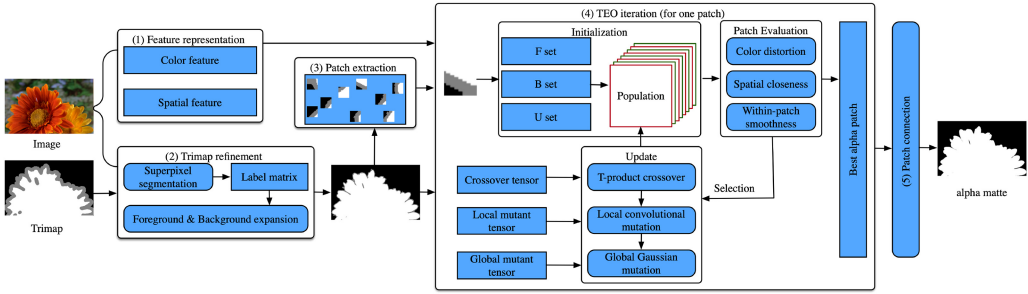 (1) Feature representation
Color feature
Spatial feature
Image
Trimap
(2) Trimap refinement
Superpixel
segmentation
Label matrix
Foreground & Background expansion
(3) Patch extraction
(4) TEO iteration (for one patch)
Initialization
F set
B set
U set
Population
Patch Evaluation
Color distortion
Spatial closeness
Within-patch
smoothness
Update
Crossover tensor
T-product crossover
Selection
Local mutant
tensor
Local convolutional
mutation
Global mutant
tensor
Global Gaussian
mutation
Best alpha patch
(5) Patch connection
alpha matte